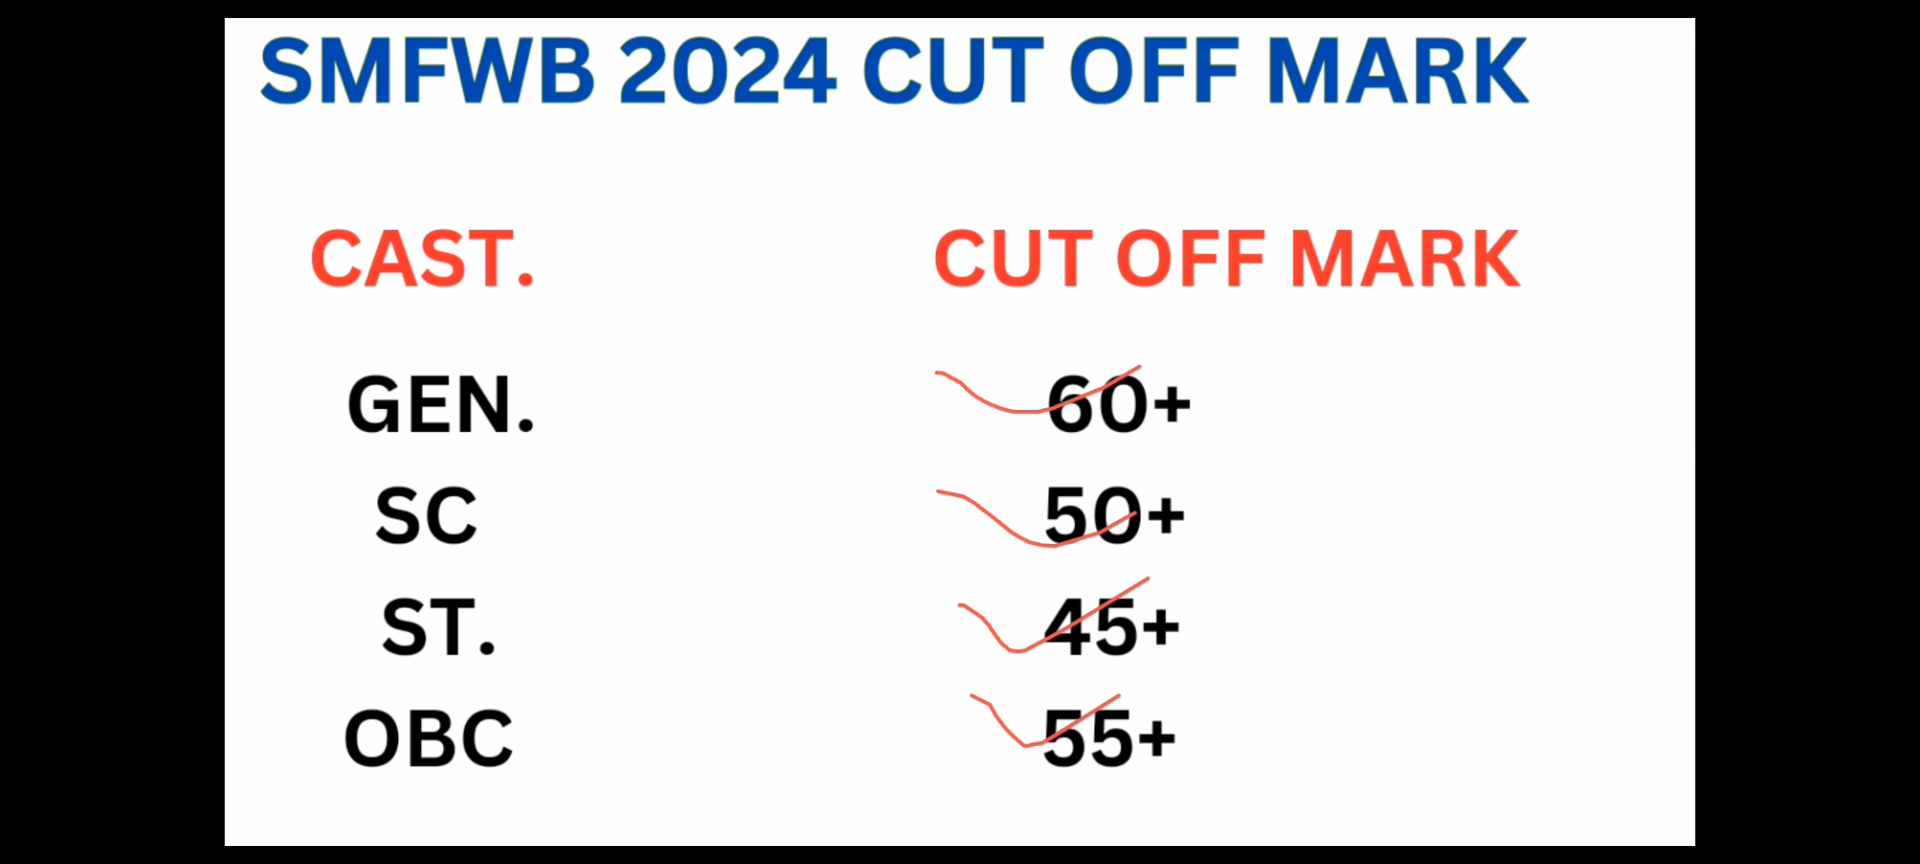 SMFWB 2024 CUT OFF MARK
CAST. CUT OFF MARK
GEN. 60+
SC 50+
ST. 45+
OBC 55+